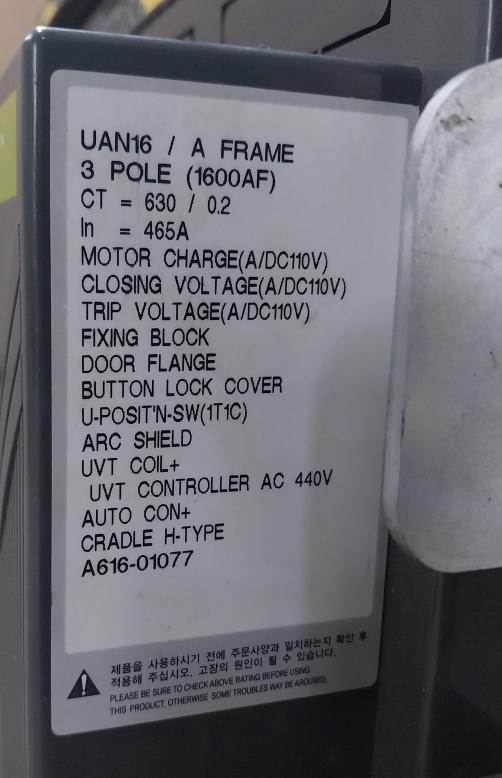 UAN16 / A FRAME
3 POLE (1600AF)
CT = 630 / 0.2
In = 465A
MOTOR CHARGE(A/DC110V)
CLOSING VOLTAGE(A/DC110V)
TRIP VOLTAGE(A/DC110V)
FIXING BLOCK
DOOR FLANGE
BUTTON LOCK COVER
U-POSIT'N-SW(1T1C)
ARC SHIELD
UVT COIL+
UVT CONTROLLER AC 440V
AUTO CON+
CRADLE H-TYPE
A616-01077
제품을 사용하시기 전에 주문사양과 일치하는지 확인 후
적용해 주십시오. 고장의 원인이 될 수 있습니다.
PLEASE BE SURE TO CHECK ABOVE RATING BEFORE USING
THIS PRODUCT, OTHERWISE SOME TROUBLES WAY BE AROUSED.